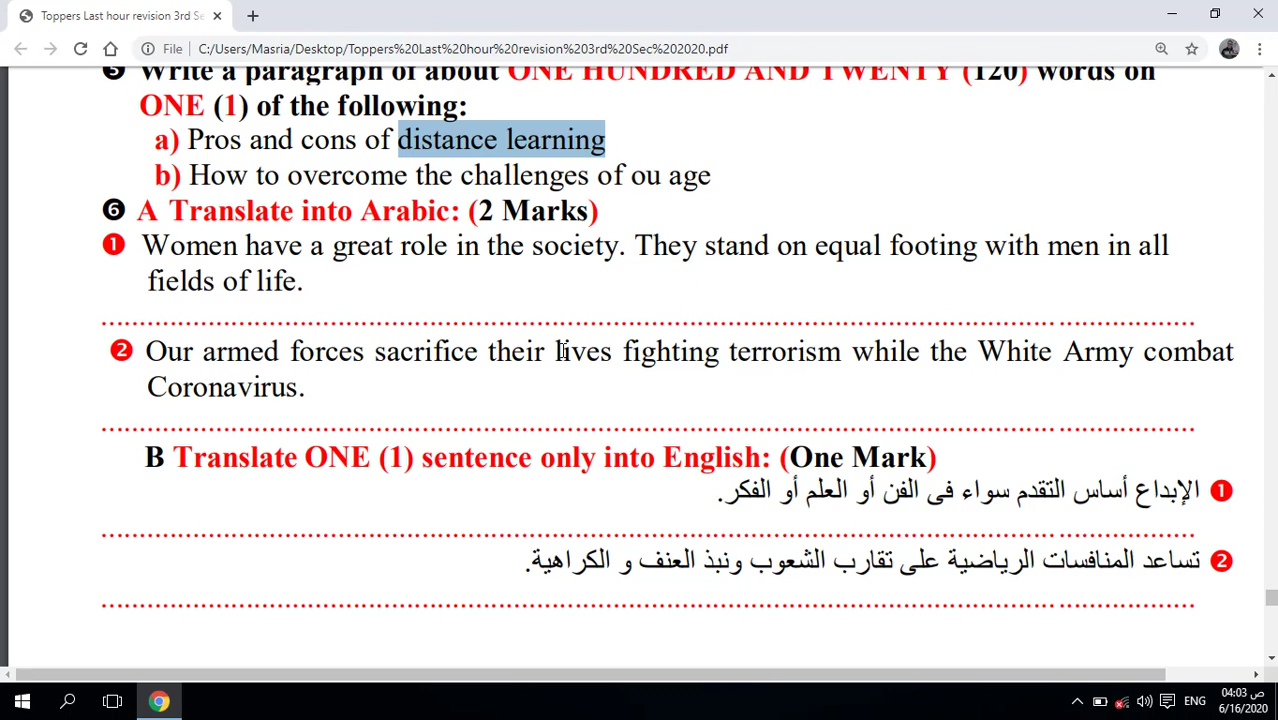 Toppers Last hour revision 3rd Se
File C:/Users/Masria/Desktop/Toppers%20Last%20hour%20revision%203rd%20Sec%202020.pdf
❺ Write a paragraph of about ONE HUNDRED AND TWENTY (120) words on
ONE (1) of the following:
a) Pros and cons of distance learning
b) How to overcome the challenges of ou age
❻ A Translate into Arabic: (2 Marks)
❶ Women have a great role in the society. They stand on equal footing with men in all
fields of life.
❷ Our armed forces sacrifice their lives fighting terrorism while the White Army combat
Coronavirus.
B Translate ONE (1) sentence only into English: (One Mark)
❶ الإبداع أساس التقدم سواء فى الفن أو العلم أو الفكر.
❷ تساعد المنافسات الرياضية على تقارب الشعوب ونبذ العنف و الكراهية.
ENG
04:03 ص
6/16/2020